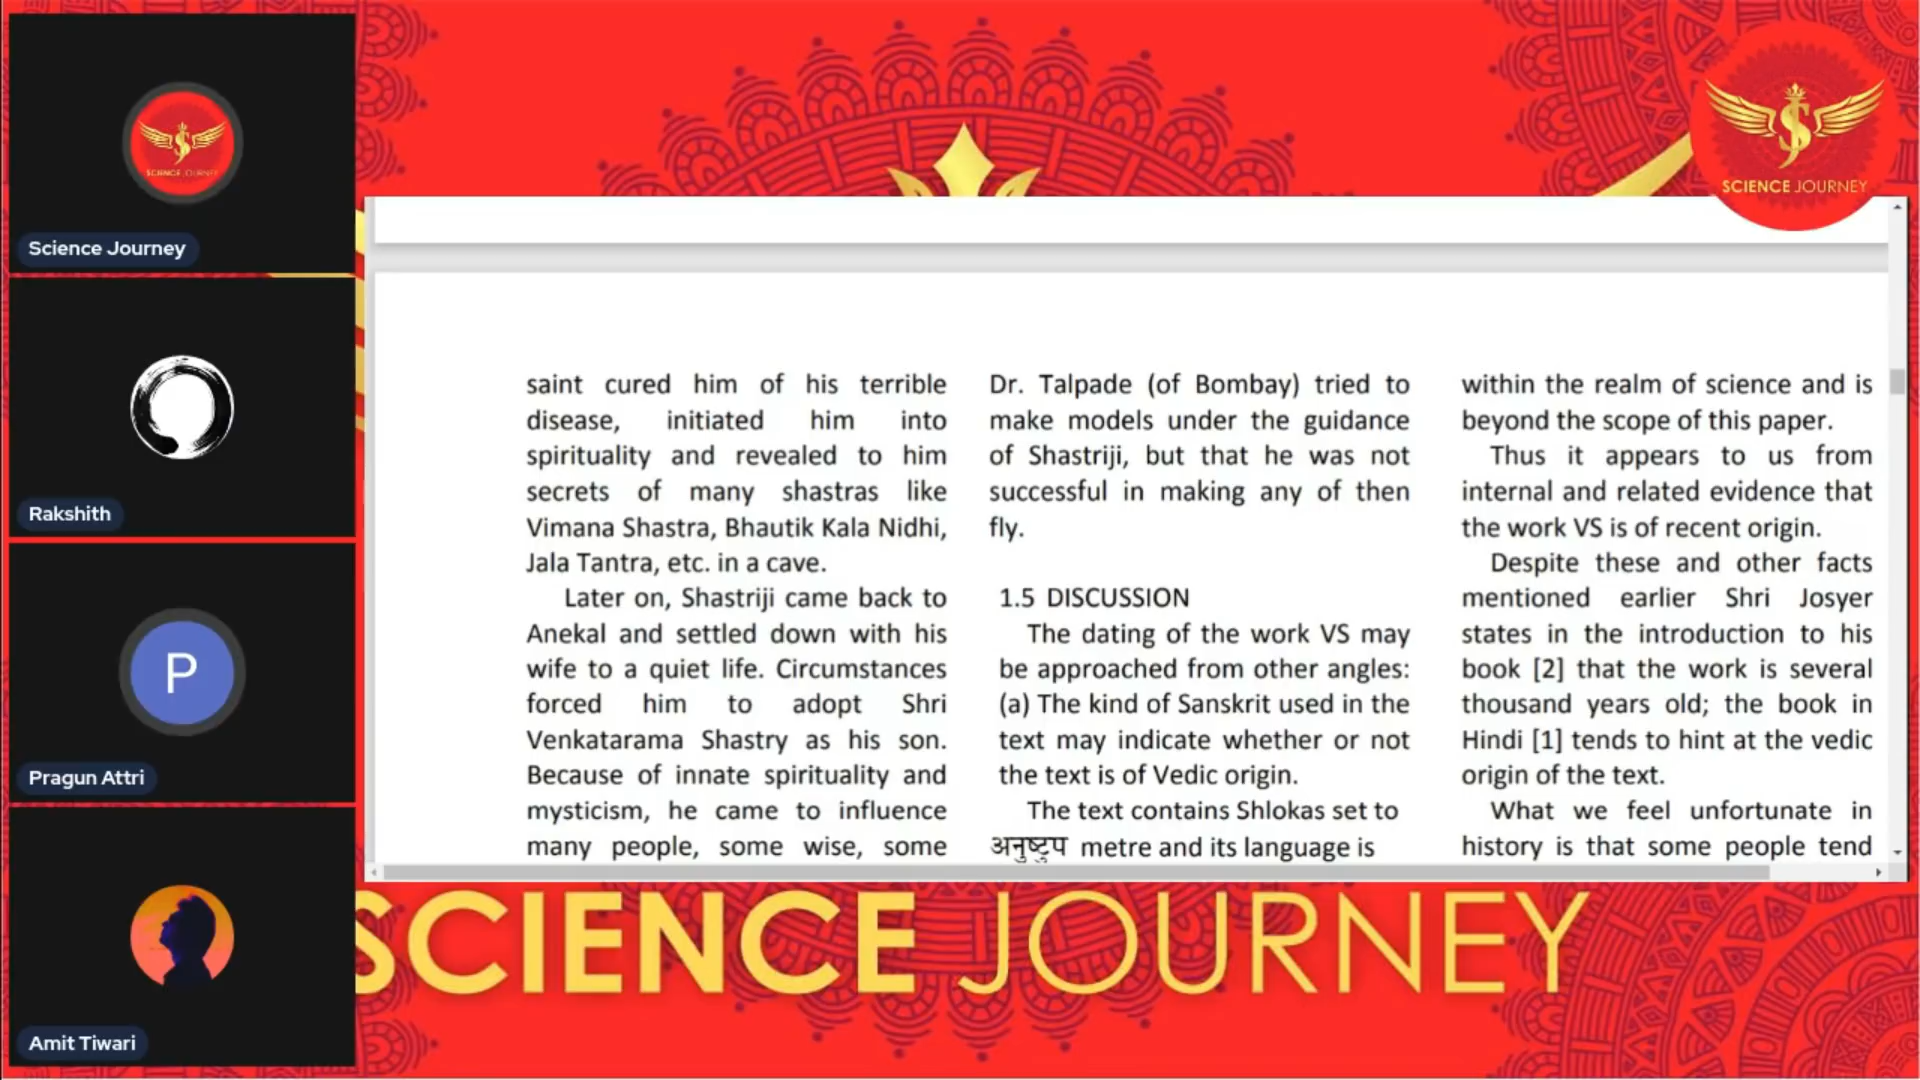 SCIENCE JOURNEY
Science Journey
Rakshith
P
Pragun Attri
Amit Tiwari
SCIENCE JOURNEY
saint cured him of his terrible
disease, initiated him into
spirituality and revealed to him
secrets of many shastras like
Vimana Shastra, Bhautik Kala Nidhi,
Jala Tantra, etc. in a cave.
Later on, Shastriji came back to
Anekal and settled down with his
wife to a quiet life. Circumstances
forced him to adopt Shri
Venkatarama Shastry as his son.
Because of innate spirituality and
mysticism, he came to influence
many people, some wise, some
Dr. Talpade (of Bombay) tried to
make models under the guidance
of Shastriji, but that he was not
successful in making any of then
fly.
1.5 DISCUSSION
The dating of the work VS may
be approached from other angles:
(a) The kind of Sanskrit used in the
text may indicate whether or not
the text is of Vedic origin.
The text contains Shlokas set to
अनुष्टुप metre and its language is
within the realm of science and is
beyond the scope of this paper.
Thus it appears to us from
internal and related evidence that
the work VS is of recent origin.
Despite these and other facts
mentioned earlier Shri Josyer
states in the introduction to his
book [2] that the work is several
thousand years old; the book in
Hindi [1] tends to hint at the vedic
origin of the text.
What we feel unfortunate in
history is that some people tend
SCIENCE JOURNEY